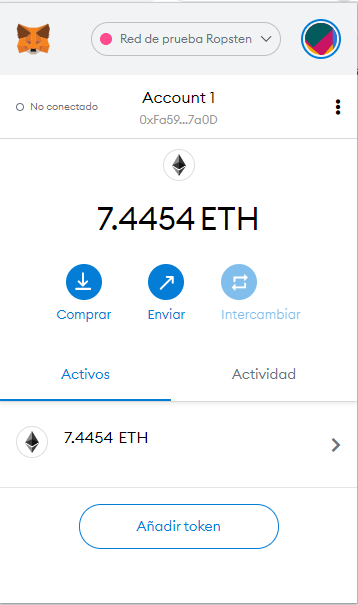 Red de prueba Ropsten
No conectado
Account 1
0xFa59...7a0D
7.4454 ETH
Comprar
Enviar
Intercambiar
Activos
Actividad
7.4454 ETH
Añadir token